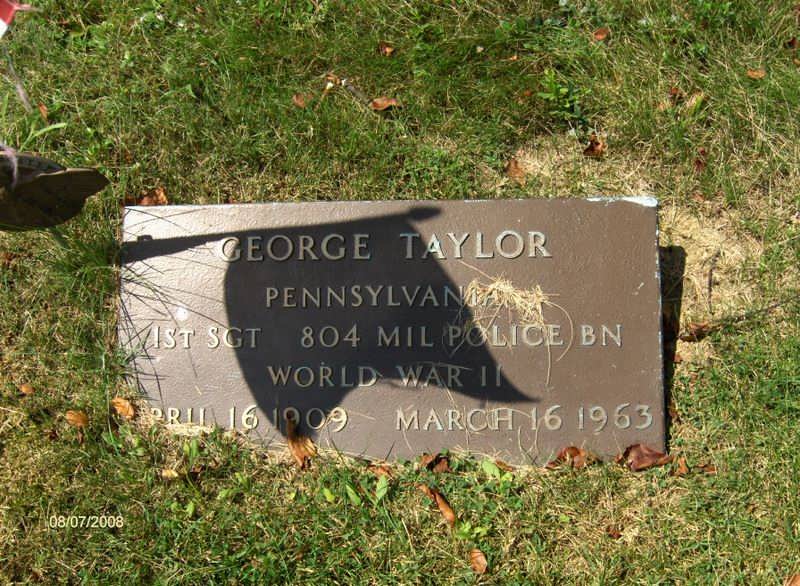 GEORGE TAYLOR
PENNSYLVANIA
1ST SGT 804 MIL POLICE BN
WORLD WAR II
APRIL 16 1909 MARCH 16 1963
08/07/2008